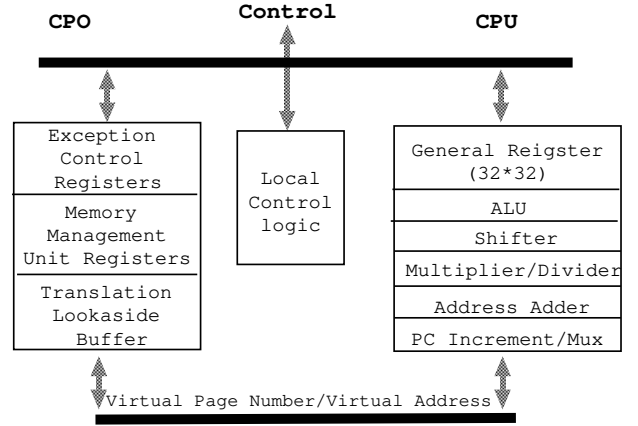 CPO
Control
CPU
Exception
Control
Registers
Memory
Management
Unit Registers
Translation
Lookaside
Buffer
Local
Control
logic
General Reigster
(32*32)
ALU
Shifter
Multiplier/Divider
Address Adder
PC Increment/Mux
Virtual Page Number/Virtual Address